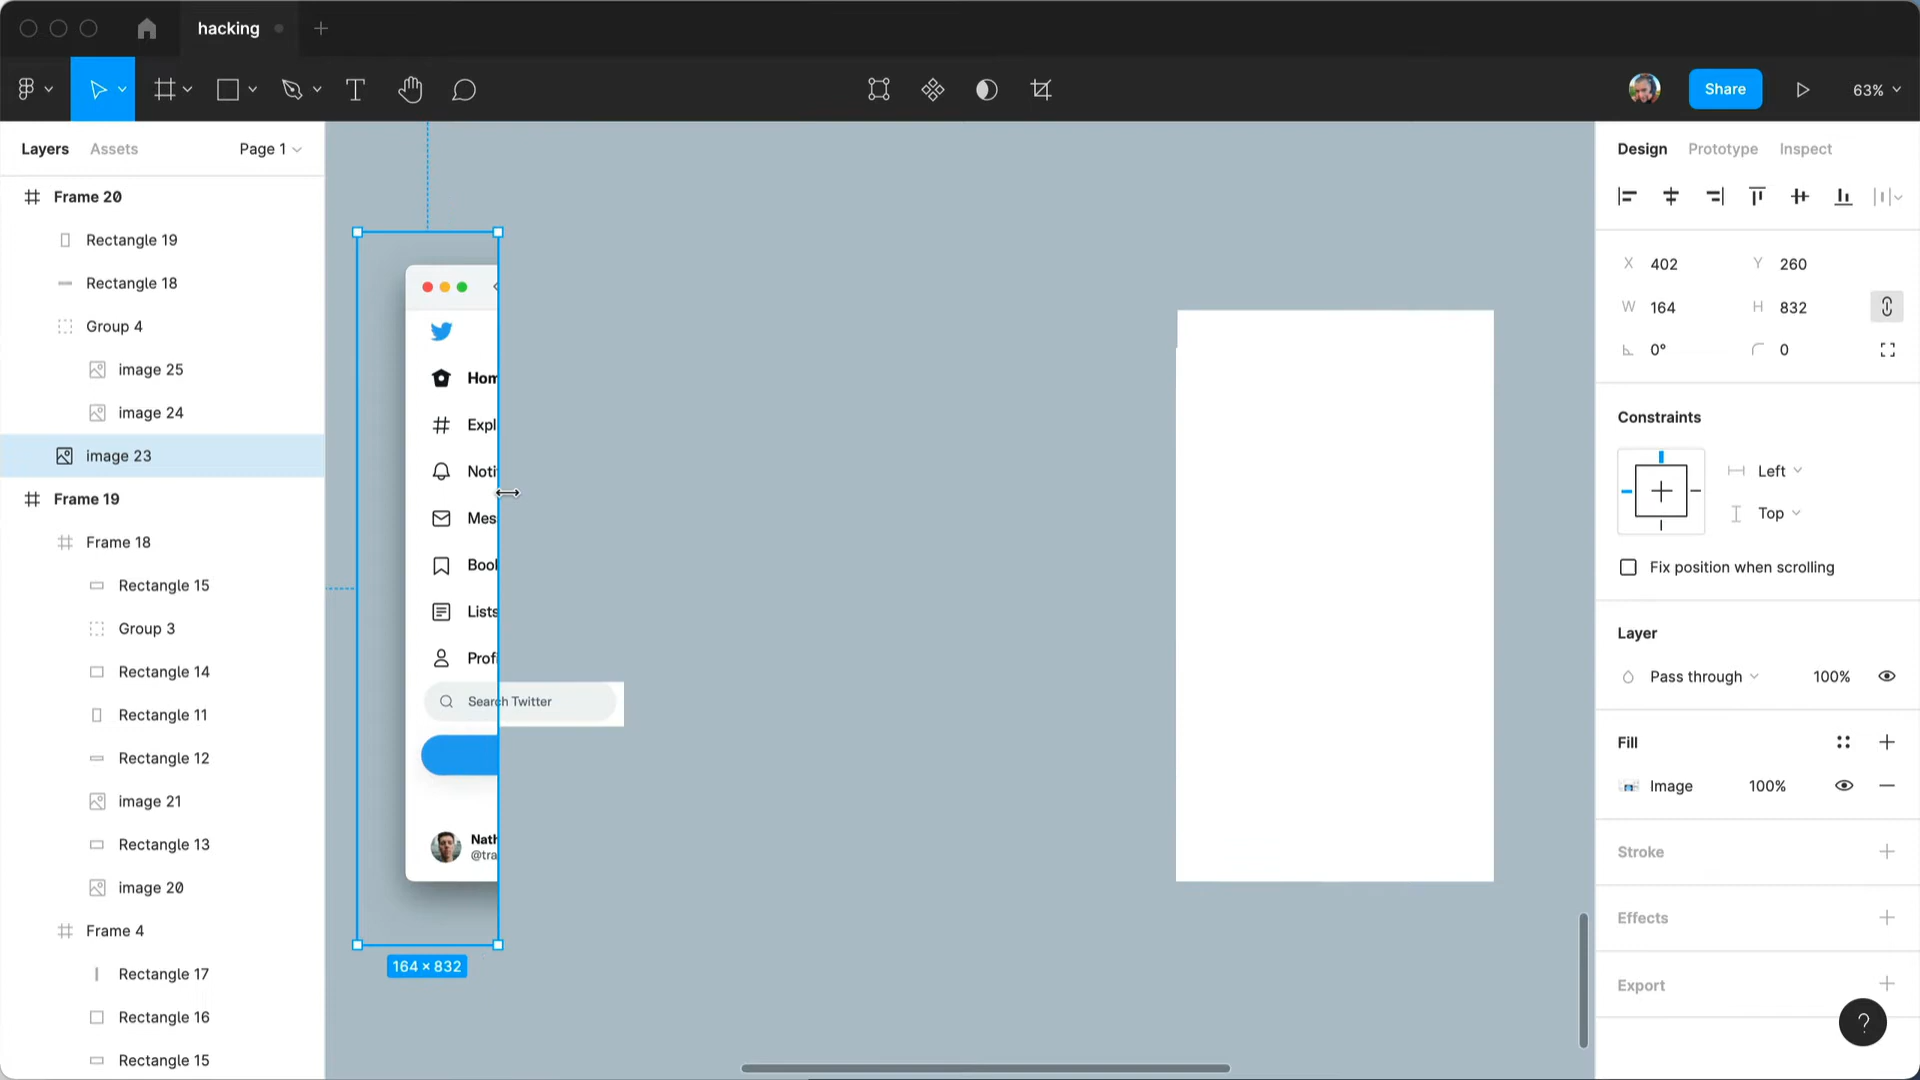 hacking
Share
63%
Layers
Assets
Page 1
Frame 20
Rectangle 19
Rectangle 18
Group 4
image 25
image 24
image 23
Frame 19
Frame 18
Rectangle 15
Group 3
Rectangle 14
Rectangle 11
Rectangle 12
image 21
Rectangle 13
image 20
Frame 4
Rectangle 17
Rectangle 16
Rectangle 15
Hom
Expl
Noti
Mes
Bool
Lists
Profi
Search Twitter
Nath
@tra
164 × 832
Design
Prototype
Inspect
X 402
Y 260
W 164
H 832
0°
0
Constraints
Left
Top
Fix position when scrolling
Layer
Pass through
100%
Fill
Image
100%
Stroke
Effects
Export
?